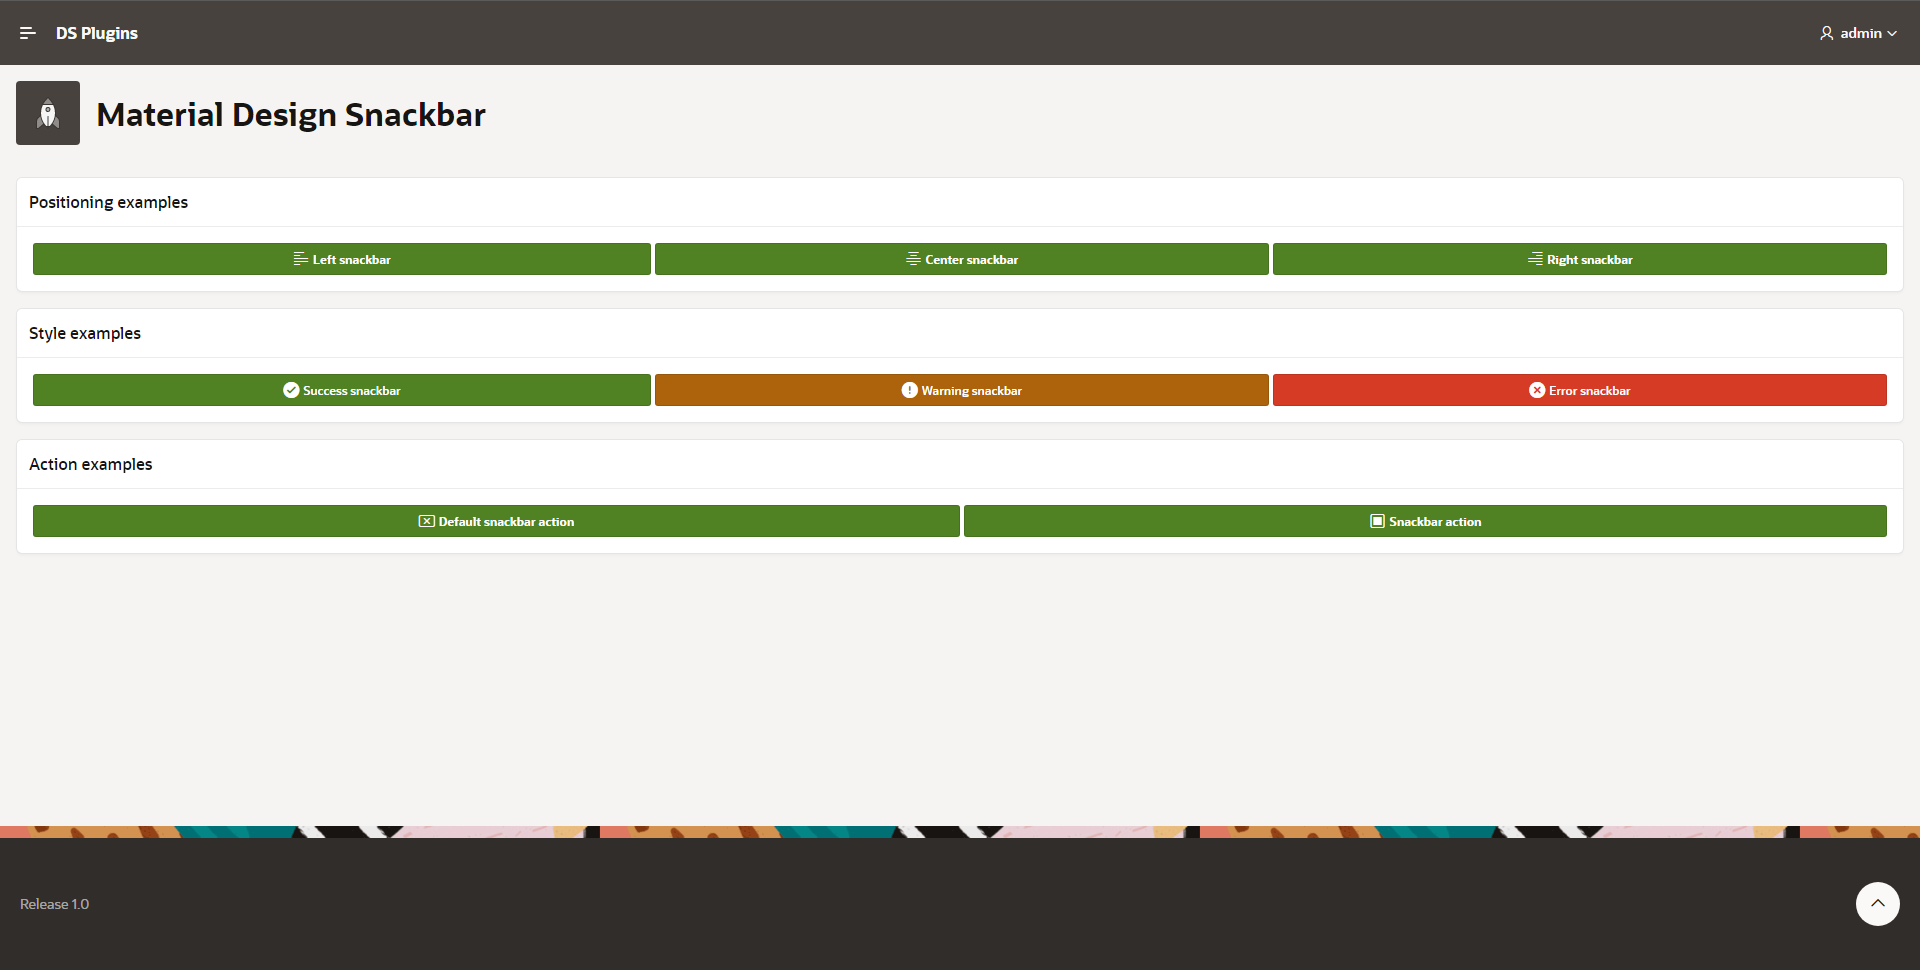 DS Plugins
admin
Material Design Snackbar
Positioning examples
Left snackbar
Center snackbar
Right snackbar
Style examples
Success snackbar
Warning snackbar
Error snackbar
Action examples
Default snackbar action
Snackbar action
Release 1.0